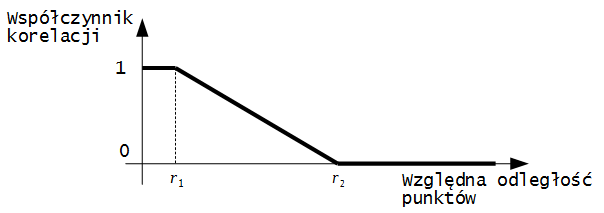 Współczynnik
korelacji
1
0
r1
r2
Względna odległość
punktów